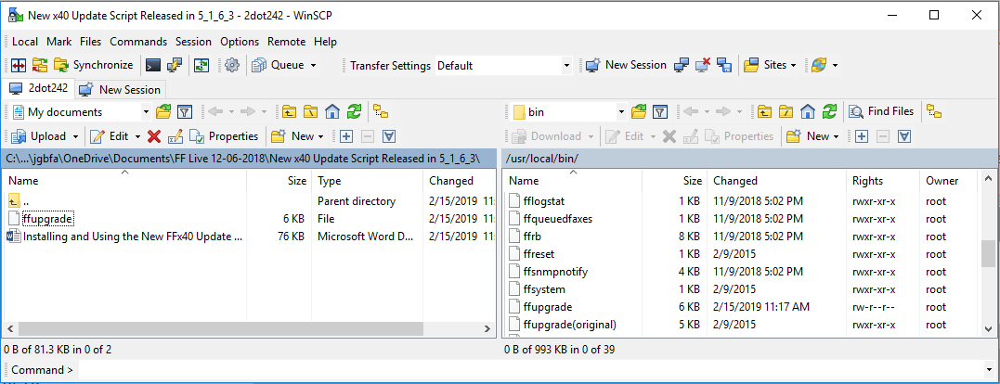 New x40 Update Script Released in 5_1_6_3 - 2dot242 - WinSCP
Local Mark Files Commands Session Options Remote Help
Synchronize Queue Transfer Settings Default New Session Sites
2dot242 New Session
My documents bin Find Files
Upload Edit Properties New Download Edit Properties New
C:\...\jgbfa\OneDrive\Documents\FF Live 12-06-2018\New x40 Update Script Released in 5_1_6_3\ /usr/local/bin/
Name Size Type Changed Name Size Changed Rights Owner
.. Parent directory 2/15/2019 11: fflogstat 1 KB 11/9/2018 5:02 PM rwxr-xr-x root
ffupgrade 6 KB File 2/15/2019 11: ffqueuedfaxes 1 KB 11/9/2018 5:02 PM rwxr-xr-x root
Installing and Using the New FFx40 Update ... 76 KB Microsoft Word D... 2/15/2019 11: ffrb 8 KB 11/9/2018 5:02 PM rwxr-xr-x root
ffreset 1 KB 2/9/2015 rwxr-xr-x root
ffsnmpnotify 4 KB 11/9/2018 5:02 PM rwxr-xr-x root
ffsystem 1 KB 2/9/2015 rwxr-xr-x root
ffupgrade 6 KB 2/15/2019 11:17 AM rw-r--r-- root
ffupgrade(original) 5 KB 2/9/2015 rwxr-xr-x root
0 B of 81.3 KB in 0 of 2 0 B of 993 KB in 0 of 39
Command >